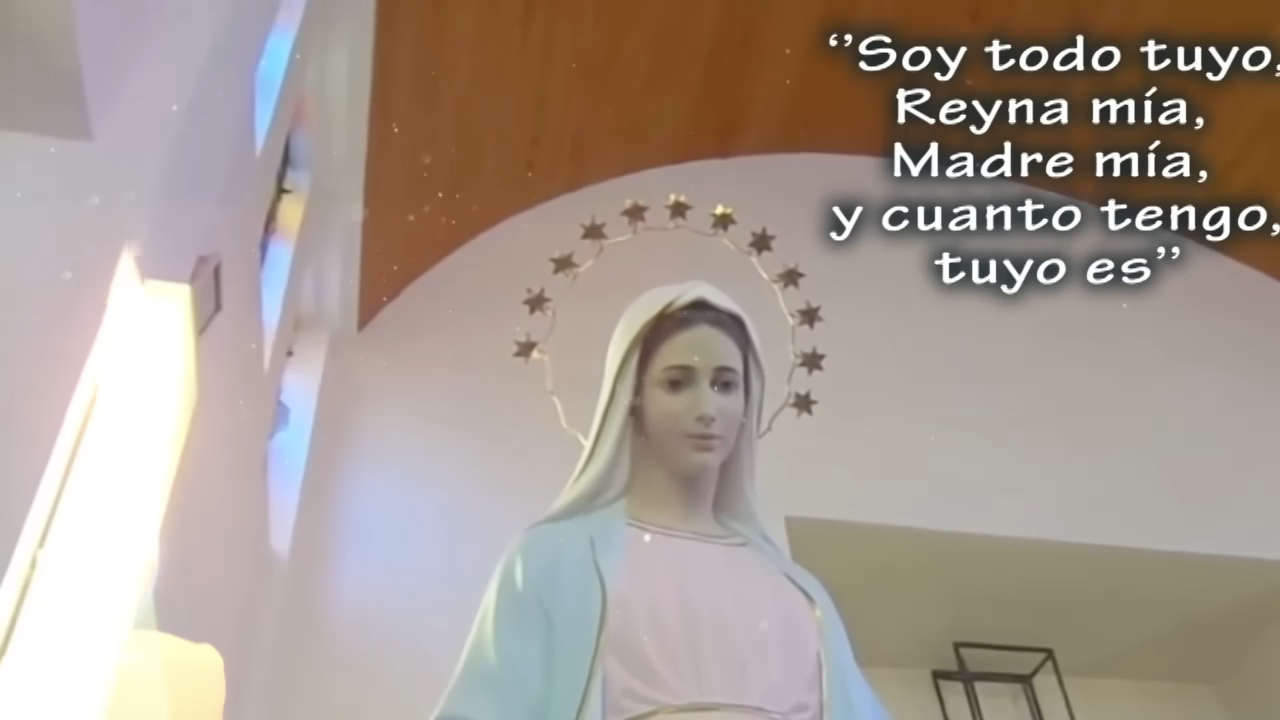 ‘’Soy todo tuyo,
Reyna mía,
Madre mía,
y cuanto tengo,
tuyo es’’